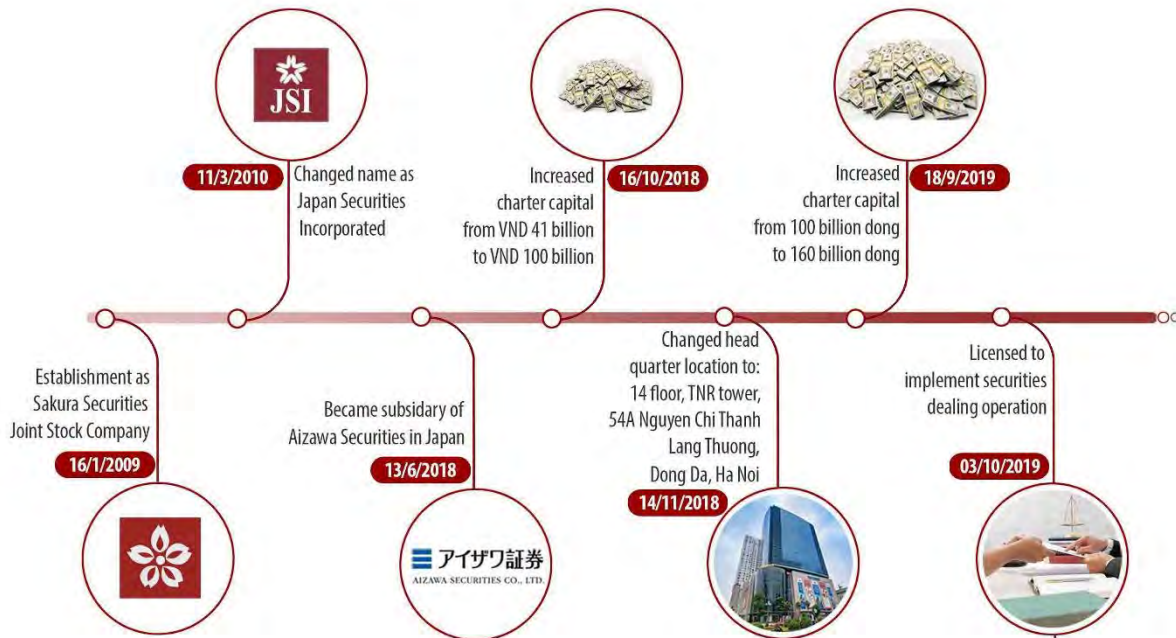 JSI
11/3/2010
Changed name as
Japan Securities
Incorporated
Increased
charter capital
from VND 41 billion
to VND 100 billion
16/10/2018
Increased
charter capital
from 100 billion dong
to 160 billion dong
18/9/2019
Establishment as
Sakura Securities
Joint Stock Company
16/1/2009
Became subsidary of
Aizawa Securities in Japan
13/6/2018
アイザワ証券
AIZAWA SECURITIES CO., LTD.
Changed head
quarter location to:
14 floor, TNR tower,
54A Nguyen Chi Thanh
Lang Thuong,
Dong Da, Ha Noi
14/11/2018
Licensed to
implement securities
dealing operation
03/10/2019